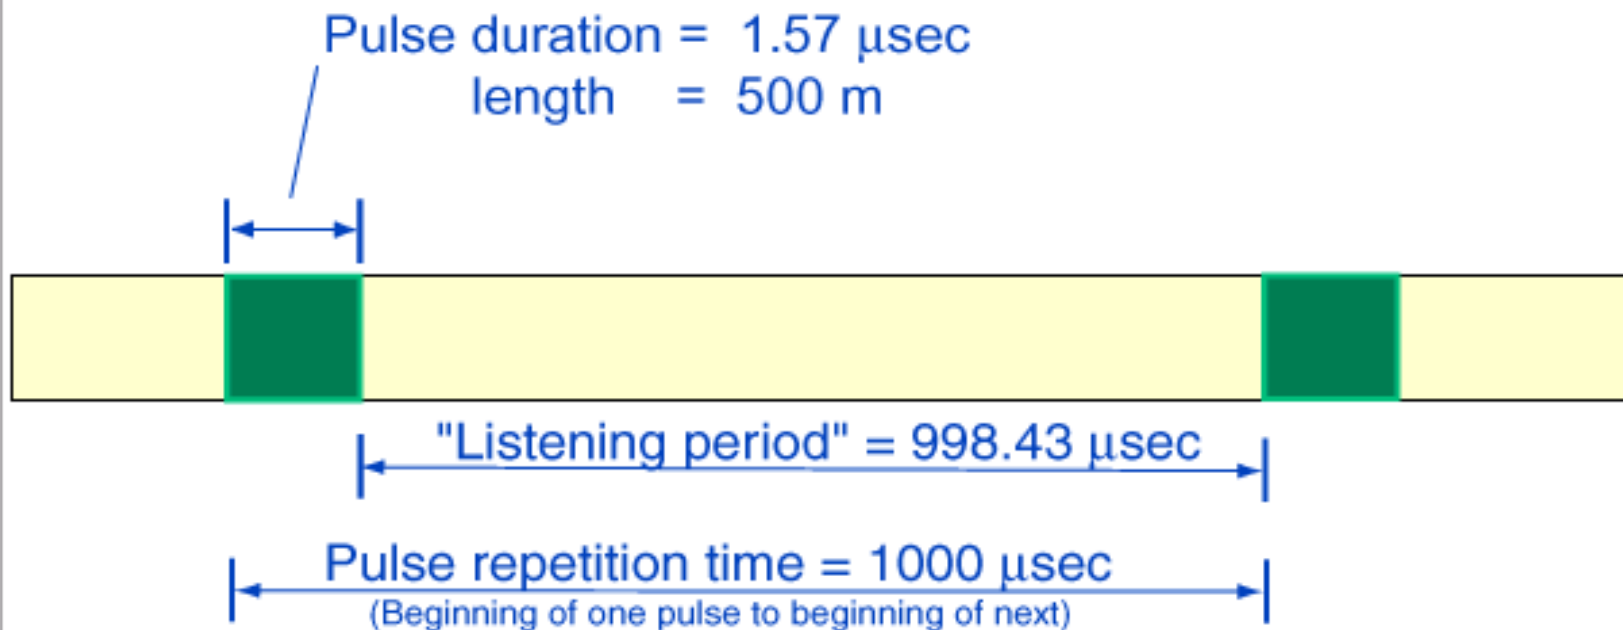 Pulse duration = 1.57 μsec
length = 500 m
"Listening period" = 998.43 μsec
Pulse repetition time = 1000 μsec
(Beginning of one pulse to beginning of next)